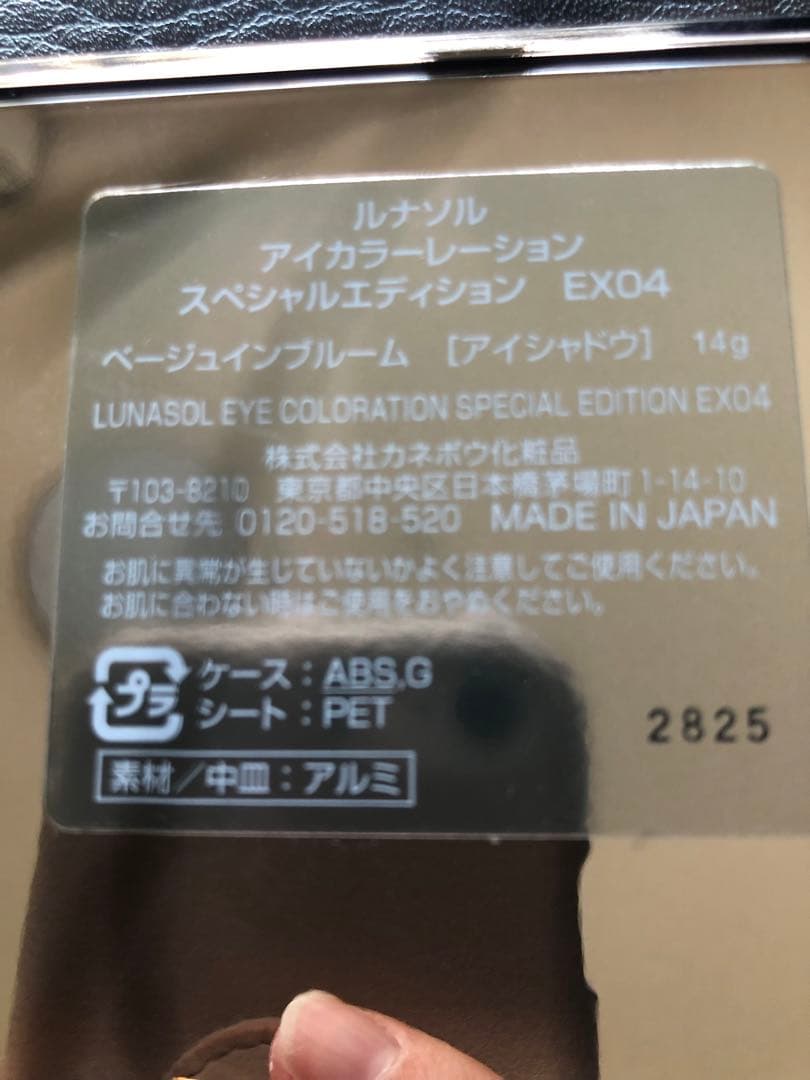 ルナソル
アイカラーレーション
スペシャルエディション EX04
ベージュインブルーム [アイシャドウ] 14g
LUNASOL EYE COLORATION SPECIAL EDITION EX04
株式会社カネボウ化粧品
〒103-8210 東京都中央区日本橋茅場町1-14-10
お問合せ先 0120-518-520 MADE IN JAPAN
お肌に異常が生じていないかよく注意してご使用ください。
お肌に合わない時はご使用をおやめください。
プラ ケース：ABS,G
シート：PET
2825
素材/中皿：アルミ